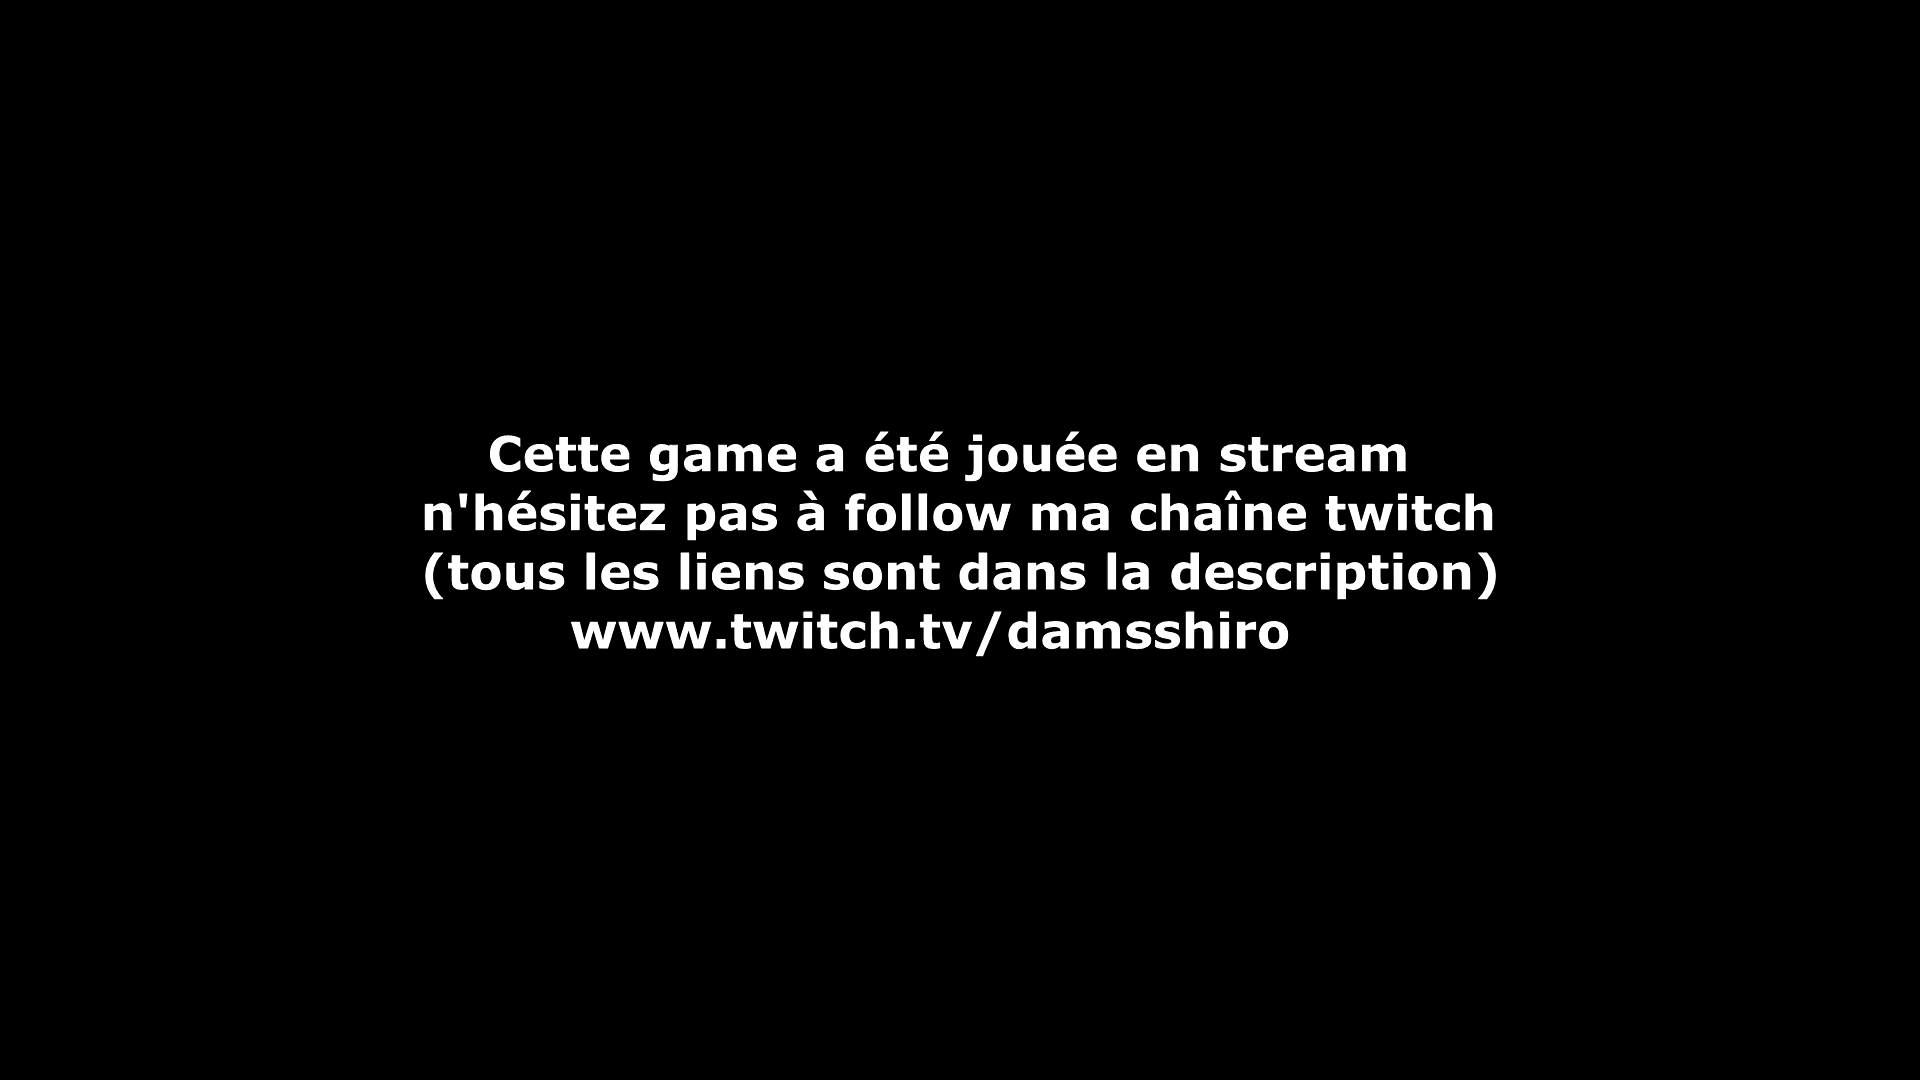 Cette game a été jouée en stream
n'hésitez pas à follow ma chaîne twitch
(tous les liens sont dans la description)
www.twitch.tv/damsshiro